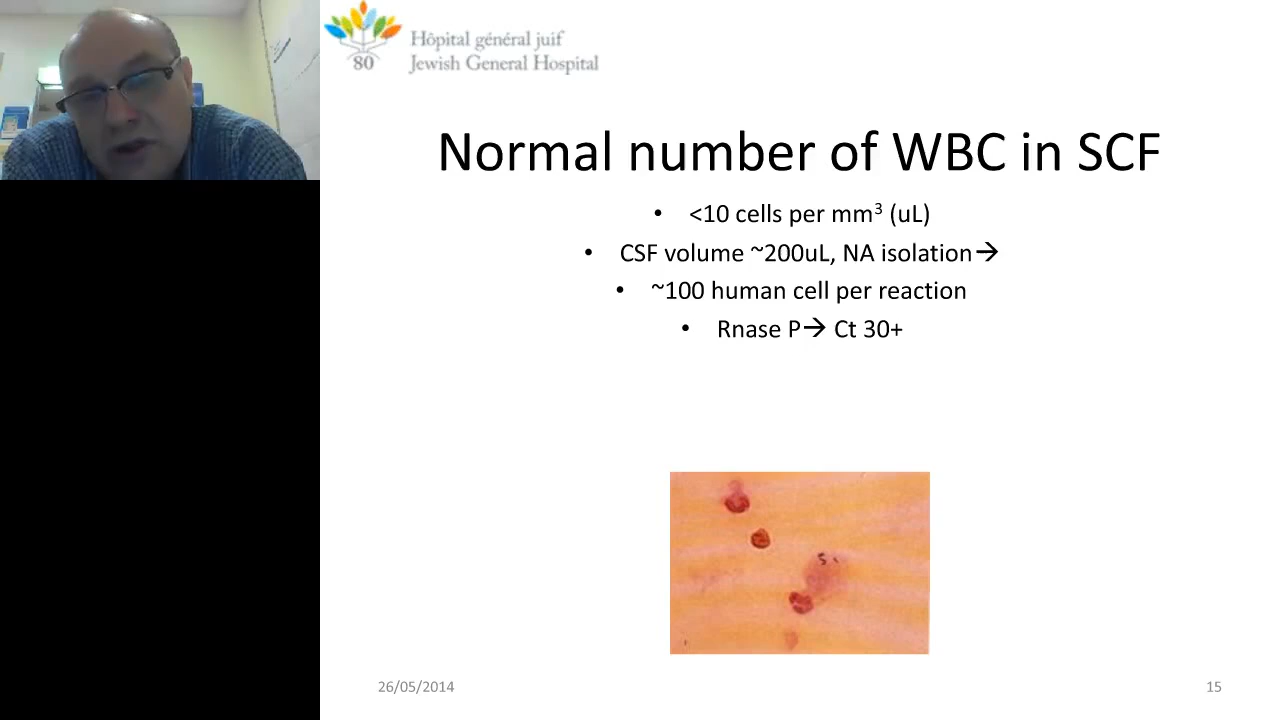 Hôpital général juif
Jewish General Hospital
80
Normal number of WBC in SCF
• <10 cells per mm³ (uL)
• CSF volume ~200uL, NA isolation→
• ~100 human cell per reaction
• Rnase P→ Ct 30+
26/05/2014
15